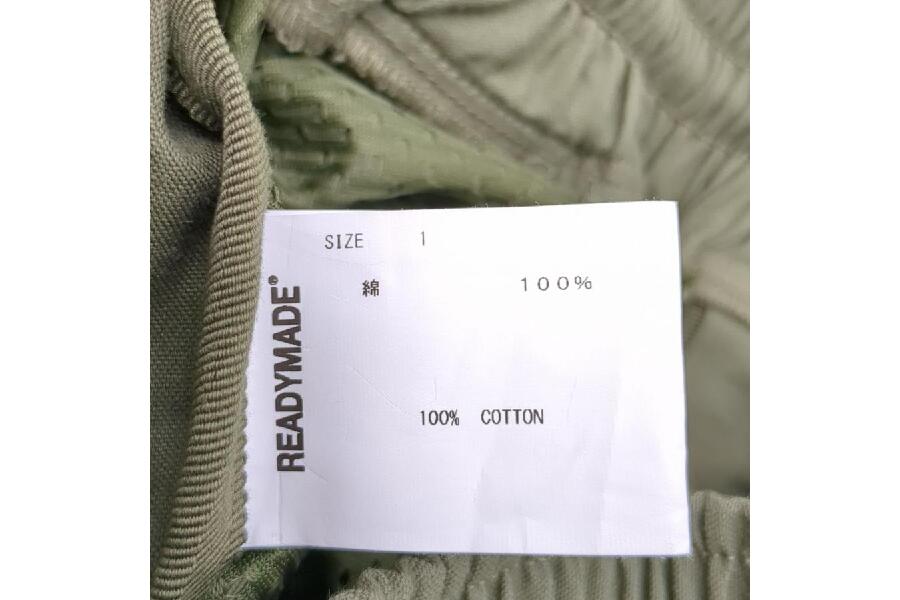 SIZE 1
綿 100%
100% COTTON
READYMADE®